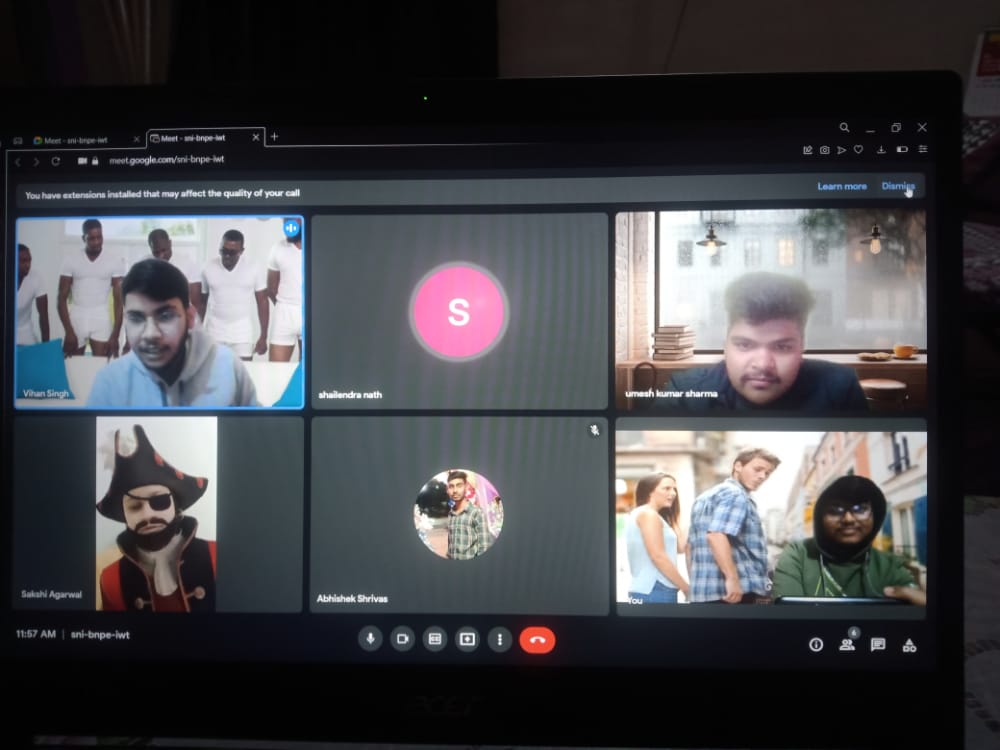 Meet - sni-bnpe-iwt
Meet - sni-bnpe-iwt
meet.google.com/sni-bnpe-iwt
You have extensions installed that may affect the quality of your call
Learn more
Dismiss
Vihan Singh
S
shailendra nath
umesh kumar sharma
Sakshi Agarwal
Abhishek Shrivas
You
11:57 AM | sni-bnpe-iwt
6
acer